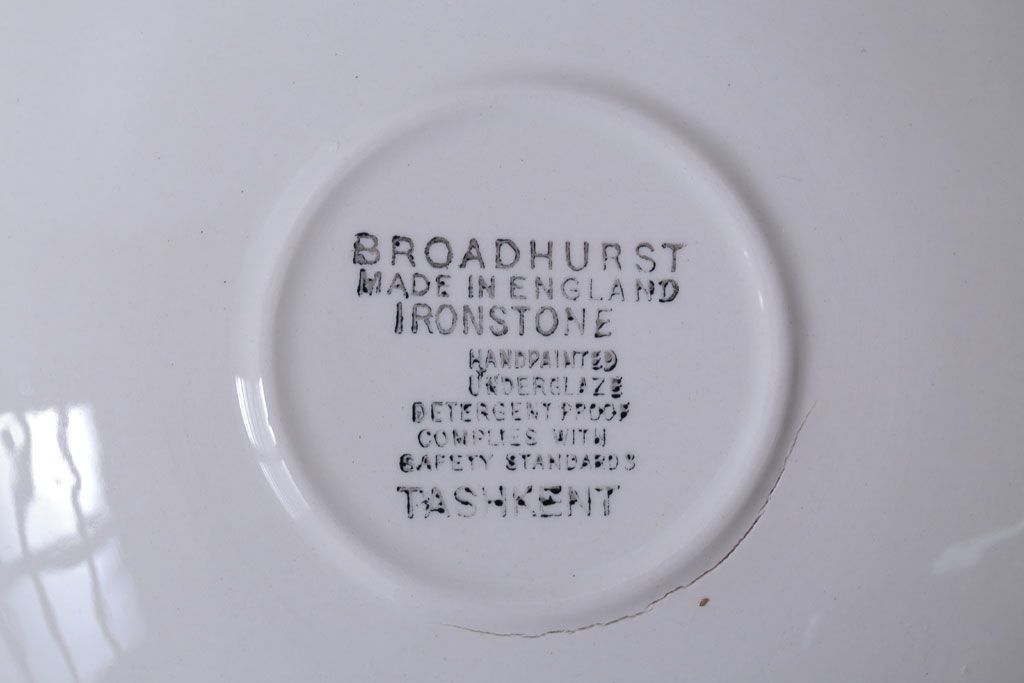 BROADHURST
MADE IN ENGLAND
IRONSTONE
HANDPAINTED
UNDERGLAZE
DETERGENT PROOF
COMPLIES WITH
SAFETY STANDARDS
TASHKENT